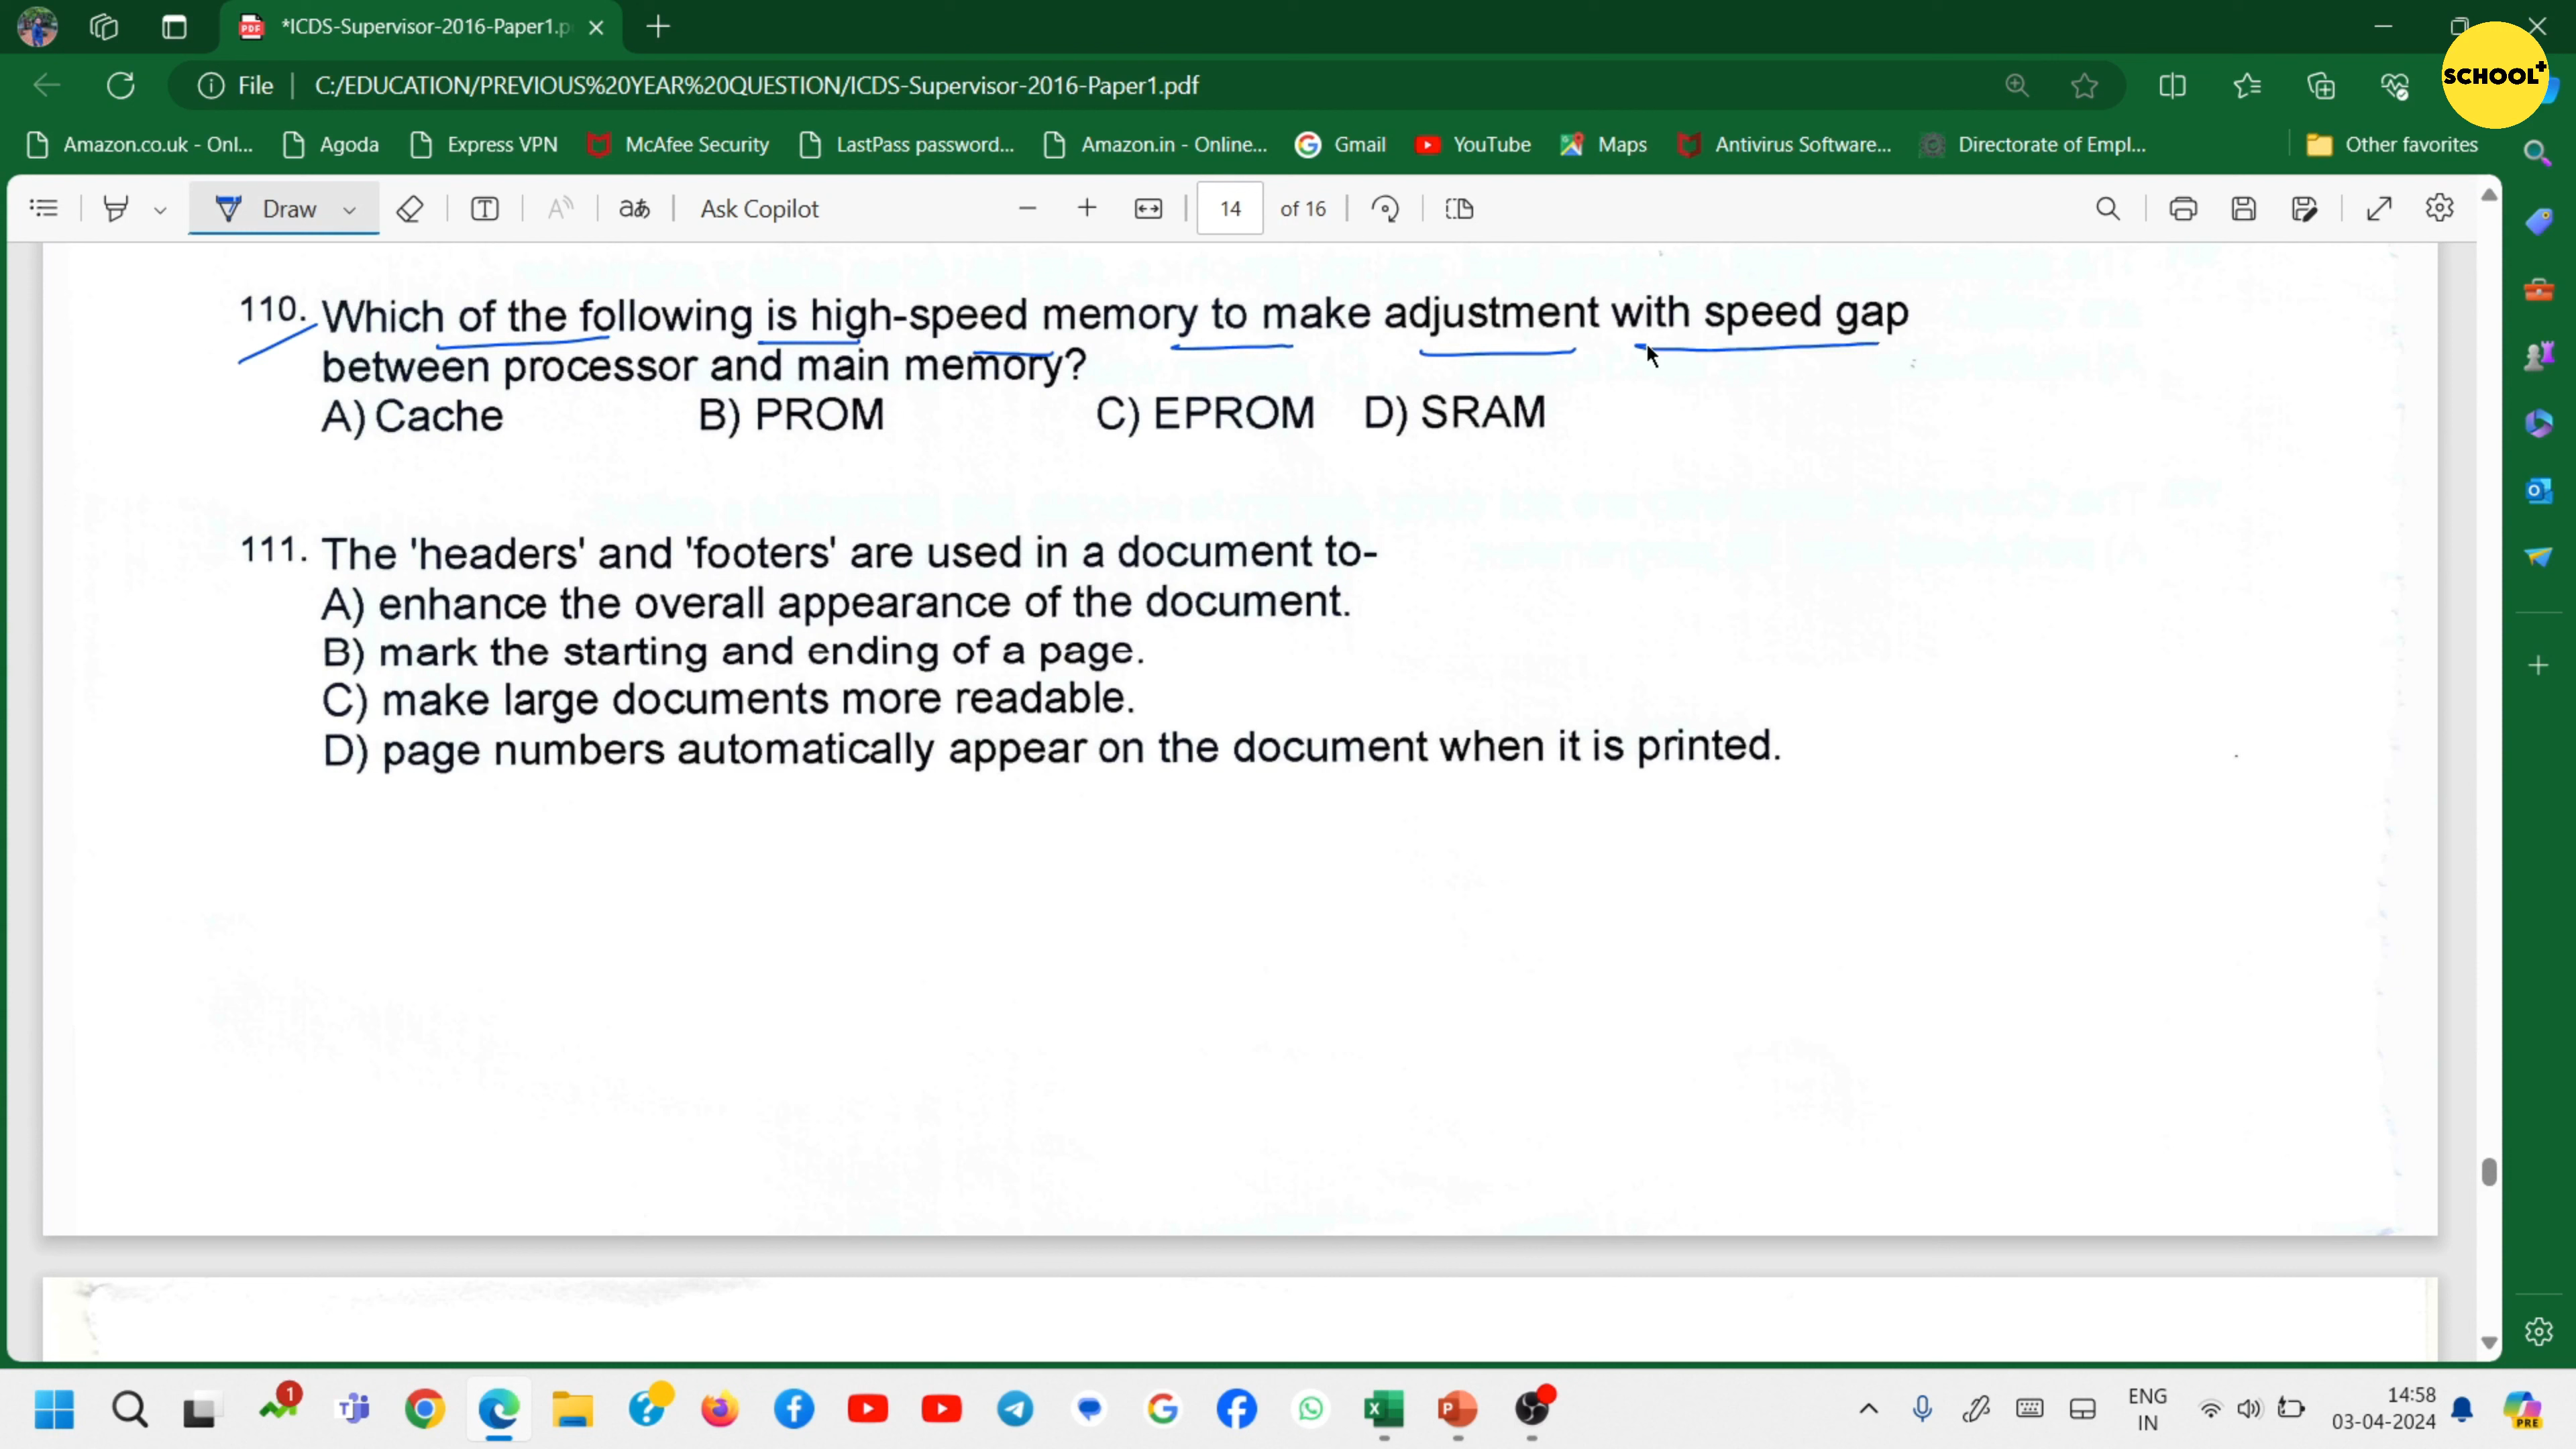 *ICDS-Supervisor-2016-Paper1.p
SCHOOL+
File
C:/EDUCATION/PREVIOUS%20YEAR%20QUESTION/ICDS-Supervisor-2016-Paper1.pdf
Amazon.co.uk - Onl... Agoda Express VPN McAfee Security LastPass password... Amazon.in - Online... Gmail YouTube Maps Antivirus Software... Directorate of Empl... Other favorites
Draw Ask Copilot 14 of 16
110. Which of the following is high-speed memory to make adjustment with speed gap
between processor and main memory?
A) Cache B) PROM C) EPROM D) SRAM
111. The 'headers' and 'footers' are used in a document to-
A) enhance the overall appearance of the document.
B) mark the starting and ending of a page.
C) make large documents more readable.
D) page numbers automatically appear on the document when it is printed.
1
ENG
IN
14:58
03-04-2024
PRE